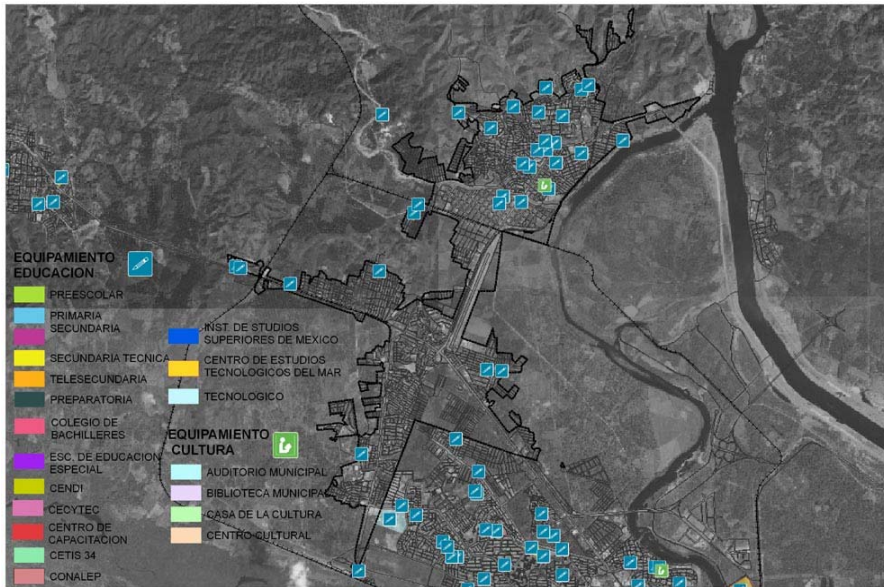 EQUIPAMIENTO
EDUCACION
PREESCOLAR
PRIMARIA
SECUNDARIA
SECUNDARIA TECNICA
TELESECUNDARIA
PREPARATORIA
COLEGIO DE
BACHILLERES
ESC. DE EDUCACION
ESPECIAL
CENDI
CECYTEC
CENTRO DE
CAPACITACION
CETIS 34
CONALEP
INST. DE STUDIOS
SUPERIORES DE MEXICO
CENTRO DE ESTUDIOS
TECNOLOGICOS DEL MAR
TECNOLOGICO
EQUIPAMIENTO
CULTURA
AUDITORIO MUNICIPAL
BIBLIOTECA MUNICIPAL
CASA DE LA CULTURA
CENTRO CULTURAL